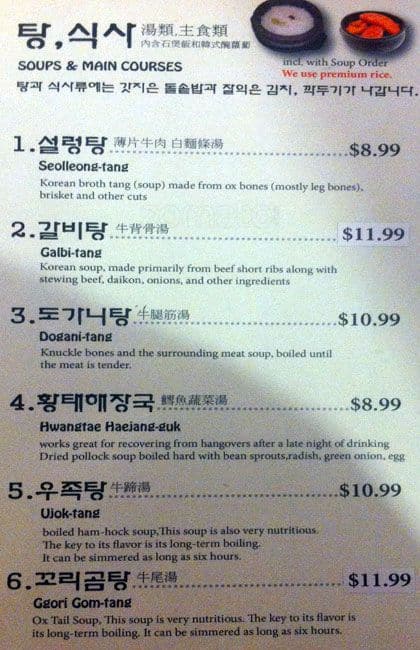 탕,식사 湯類,主食類
內含石煲飯和韓式醃蘿蔔
SOUPS & MAIN COURSES
incl. with Soup Order
We use premium rice.
탕과 식사류에는 갓지은 돌솥밥과 잘익은 김치, 깍두기가 나갑니다.
1.설렁탕 薄片牛肉 白麵條湯 $8.99
Seolleong-tang
Korean broth tang (soup) made from ox bones (mostly leg bones),
brisket and other cuts
2.갈비탕 牛背骨湯 $11.99
Galbi-tang
Korean soup, made primarily from beef short ribs along with
stewing beef, daikon, onions, and other ingredients
3.도가니탕 牛腿筋湯 $10.99
Dogani-tang
Knuckle bones and the surrounding meat soup, boiled until
the meat is tender.
4.황태해장국 鱈魚蔬菜湯 $8.99
Hwangtae Haejang-guk
works great for recovering from hangovers after a late night of drinking
Dried pollock soup boiled hard with bean sprouts,radish, green onion, egg
5.우족탕 牛蹄湯 $10.99
Ujok-tang
boiled ham-hock soup,This soup is also very nutritious.
The key to its flavor is its long-term boiling.
It can be simmered as long as six hours.
6.꼬리곰탕 牛尾湯 $11.99
Ggori Gom-tang
Ox Tail Soup, This soup is very nutritious. The key to its flavor is
its long-term boiling. It can be simmered as long as six hours.